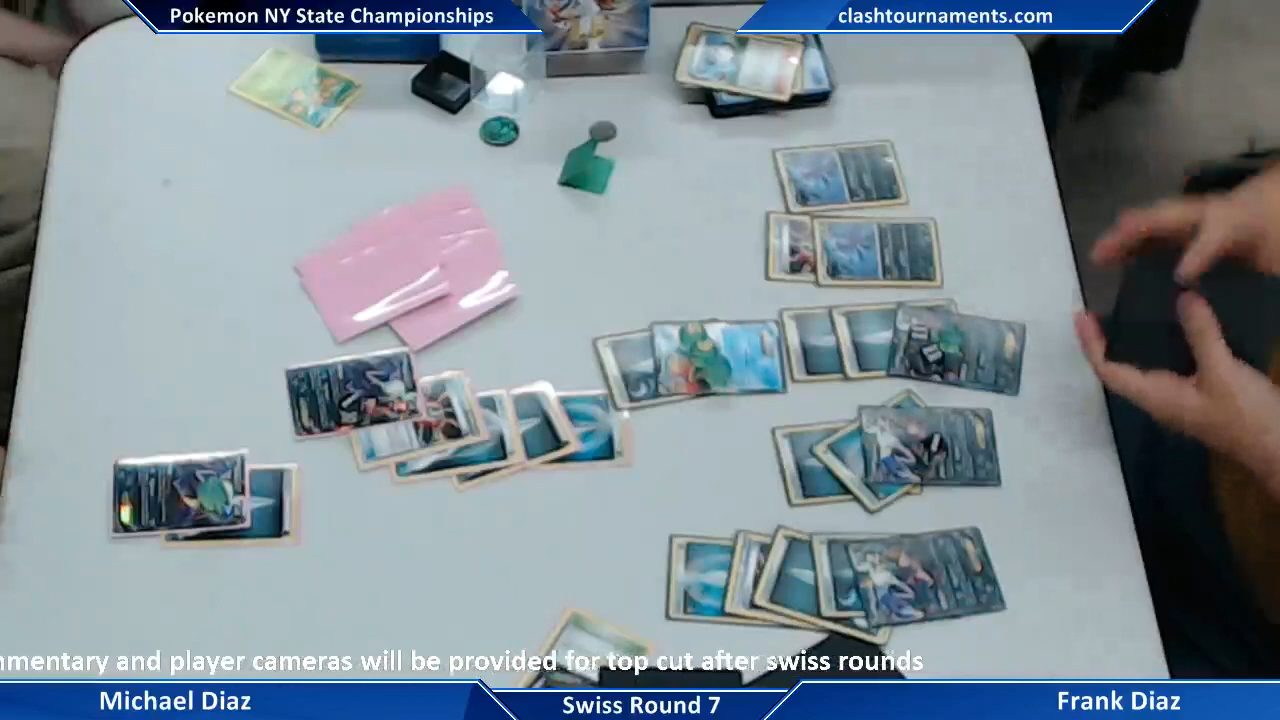 Pokemon NY State Championships
clashtournaments.com
mmentary and player cameras will be provided for top cut after swiss rounds
Michael Diaz
Swiss Round 7
Frank Diaz